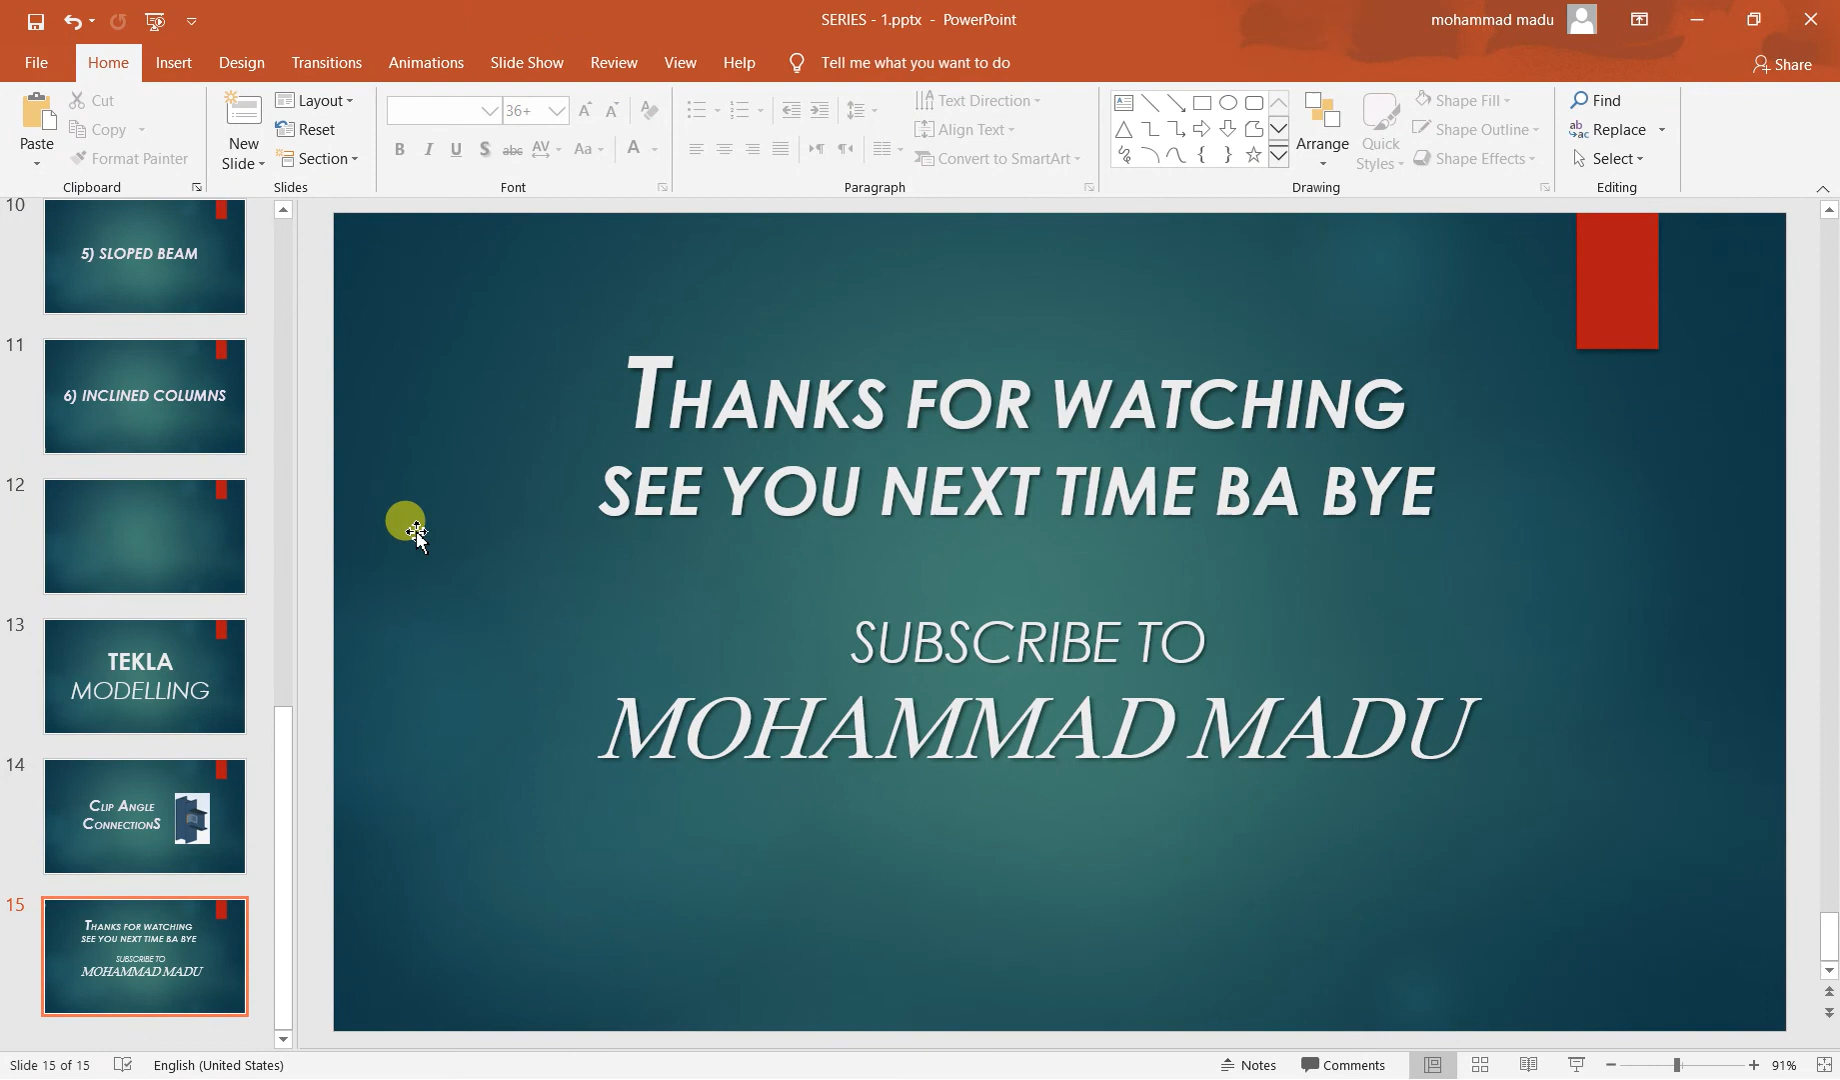 SERIES - 1.pptx - PowerPoint
mohammad madu
File Home Insert Design Transitions Animations Slide Show Review View Help Tell me what you want to do
Share
Paste
Cut
Copy
Format Painter
Clipboard
New Slide
Layout
Reset
Section
Slides
36+
B I U S abc AV Aa A
Font
Text Direction
Align Text
Convert to SmartArt
Paragraph
Arrange
Quick Styles
Shape Fill
Shape Outline
Shape Effects
Drawing
Find
Replace
Select
Editing
10
5) SLOPED BEAM
11
6) INCLINED COLUMNS
12
13
TEKLA
MODELLING
14
CLIP ANGLE
CONNECTIONS
15
THANKS FOR WATCHING
SEE YOU NEXT TIME BA BYE
SUBSCRIBE TO
MOHAMMAD MADU
THANKS FOR WATCHING
SEE YOU NEXT TIME BA BYE
SUBSCRIBE TO
MOHAMMAD MADU
Slide 15 of 15 English (United States) Notes Comments 91%